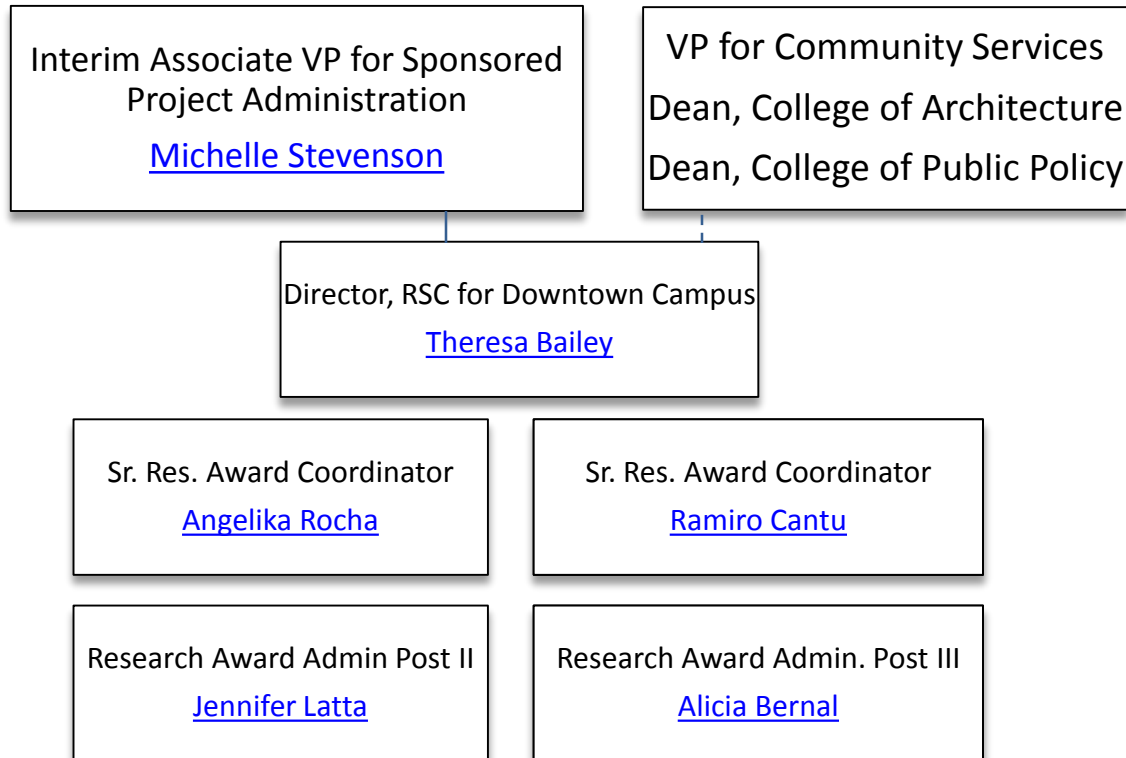 Interim Associate VP for Sponsored
Project Administration
Michelle Stevenson
VP for Community Services
Dean, College of Architecture
Dean, College of Public Policy
Director, RSC for Downtown Campus
Theresa Bailey
Sr. Res. Award Coordinator
Angelika Rocha
Sr. Res. Award Coordinator
Ramiro Cantu
Research Award Admin Post II
Jennifer Latta
Research Award Admin. Post III
Alicia Bernal